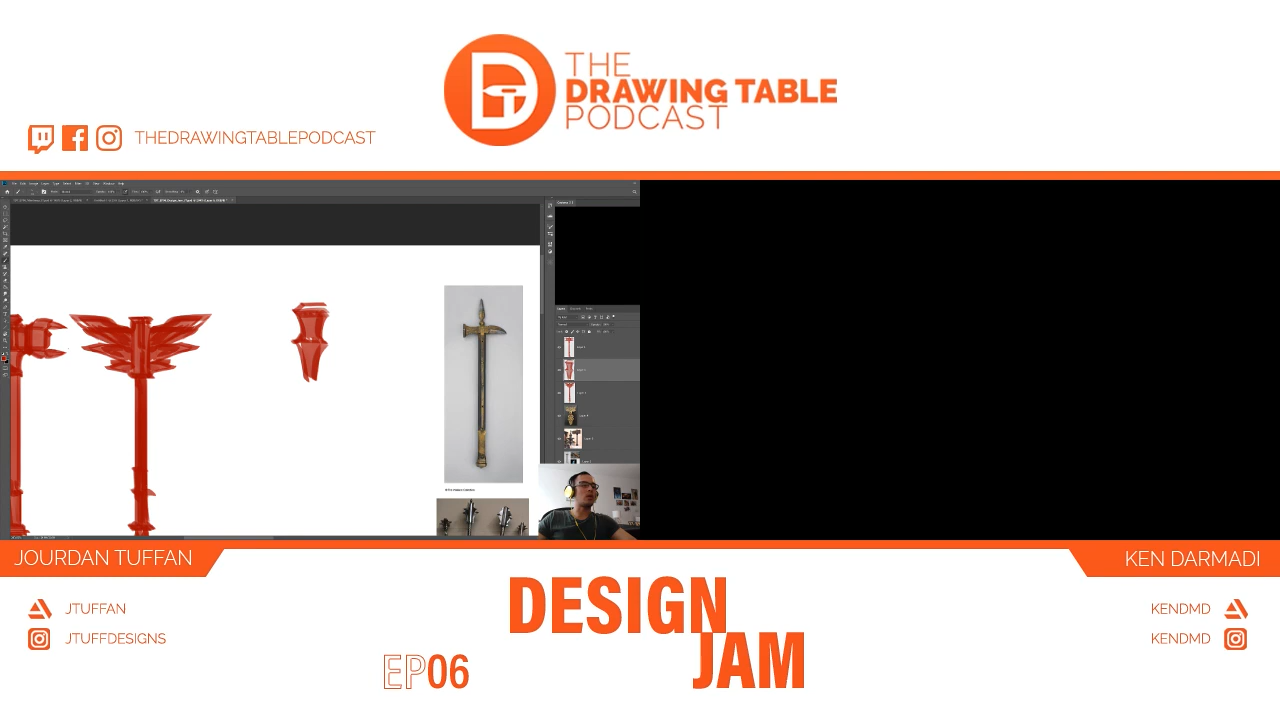 THE
DRAWING TABLE
PODCAST
THEDRAWINGTABLEPODCAST
JOURDAN TUFFAN
KEN DARMADI
JTUFFAN
JTUFFDESIGNS
KENDMD
KENDMD
DESIGN
JAM
EP06